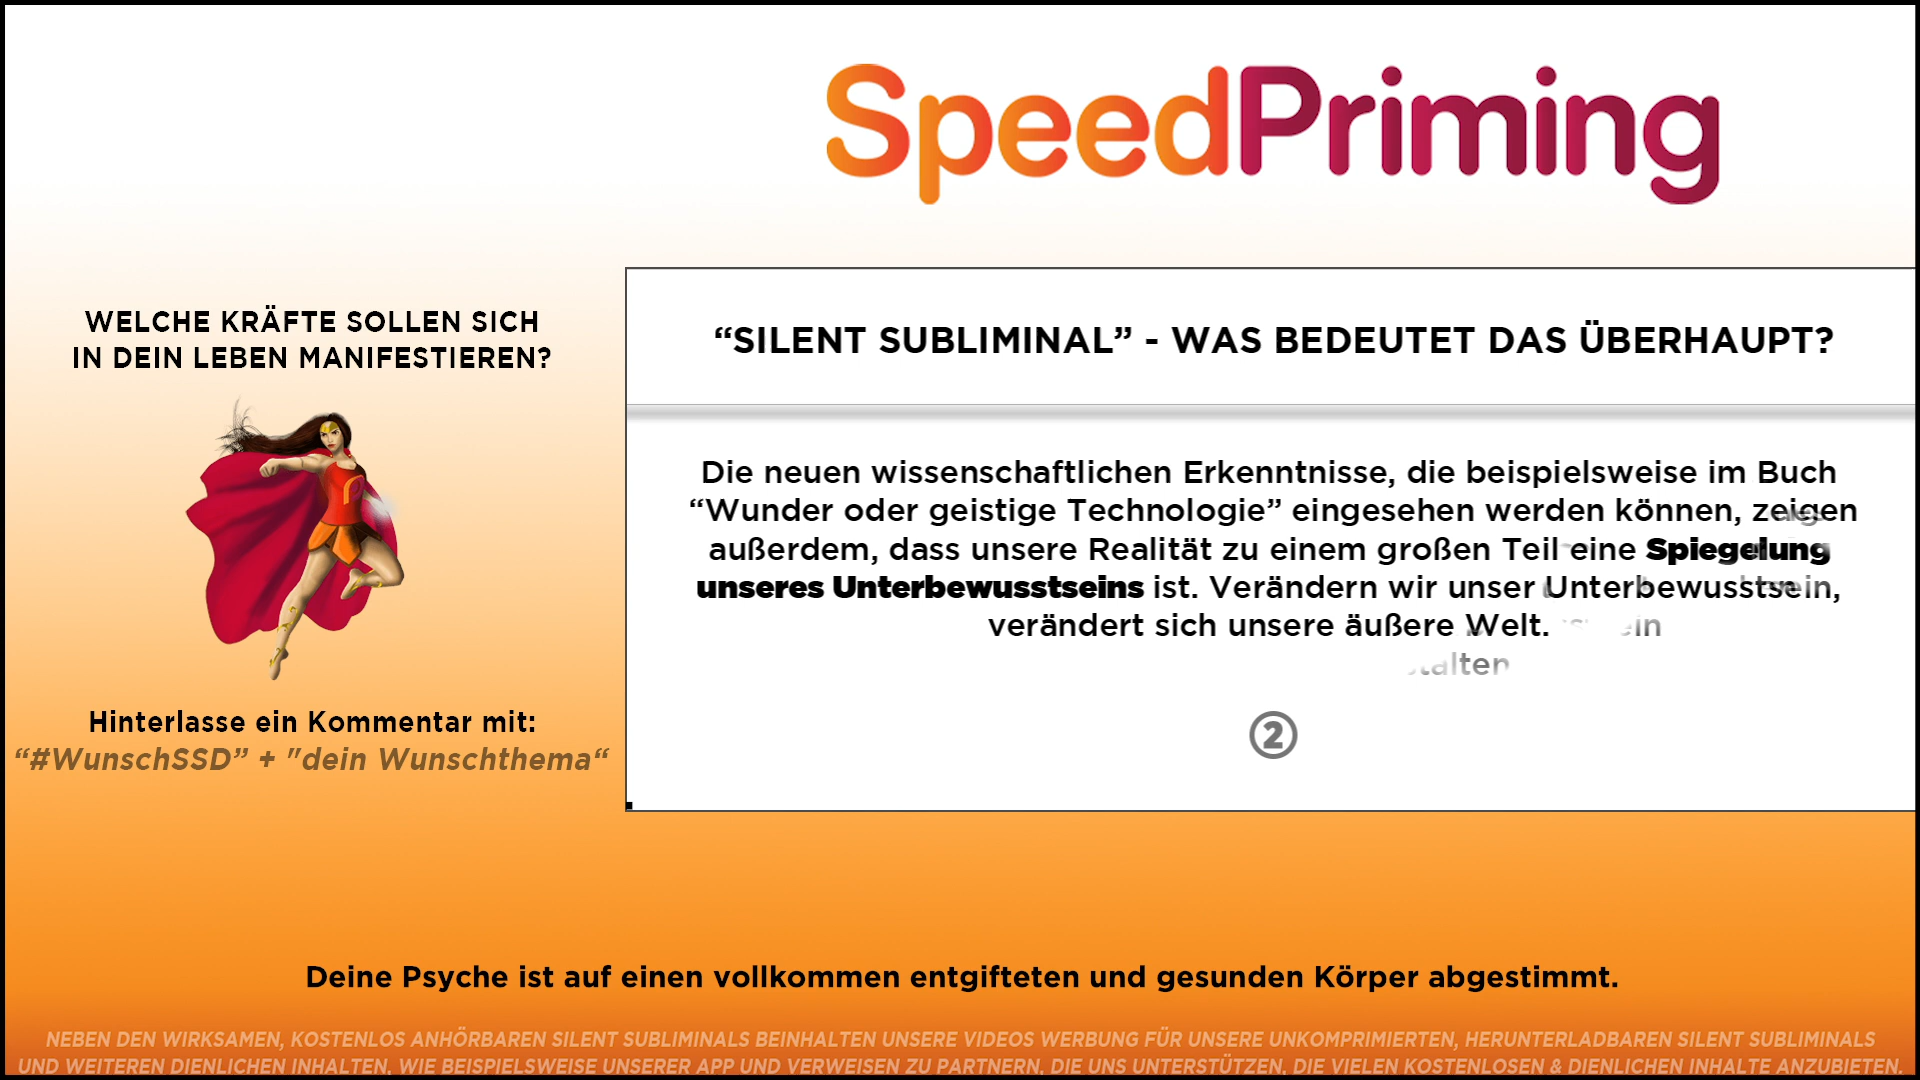 SpeedPriming
WELCHE KRÄFTE SOLLEN SICH
IN DEIN LEBEN MANIFESTIEREN?
Hinterlasse ein Kommentar mit:
“#WunschSSD” + "dein Wunschthema“
“SILENT SUBLIMINAL” - WAS BEDEUTET DAS ÜBERHAUPT?
Die neuen wissenschaftlichen Erkenntnisse, die beispielsweise im Buch
“Wunder oder geistige Technologie” eingesehen werden können, zeigen
außerdem, dass unsere Realität zu einem großen Teil eine Spiegelung
unseres Unterbewusstseins ist. Verändern wir unser Unterbewusstsein,
verändert sich unsere äußere Welt.
②
Deine Psyche ist auf einen vollkommen entgifteten und gesunden Körper abgestimmt.
NEBEN DEN WIRKSAMEN, KOSTENLOS ANHÖRBAREN SILENT SUBLIMINALS BEINHALTEN UNSERE VIDEOS WERBUNG FÜR UNSERE UNKOMPRIMIERTEN, HERUNTERLADBAREN SILENT SUBLIMINALS
UND WEITEREN DIENLICHEN INHALTEN, WIE BEISPIELSWEISE UNSERER APP UND VERWEISEN ZU PARTNERN, DIE UNS UNTERSTÜTZEN, DIE VIELEN KOSTENLOSEN & DIENLICHEN INHALTE ANZUBIETEN.